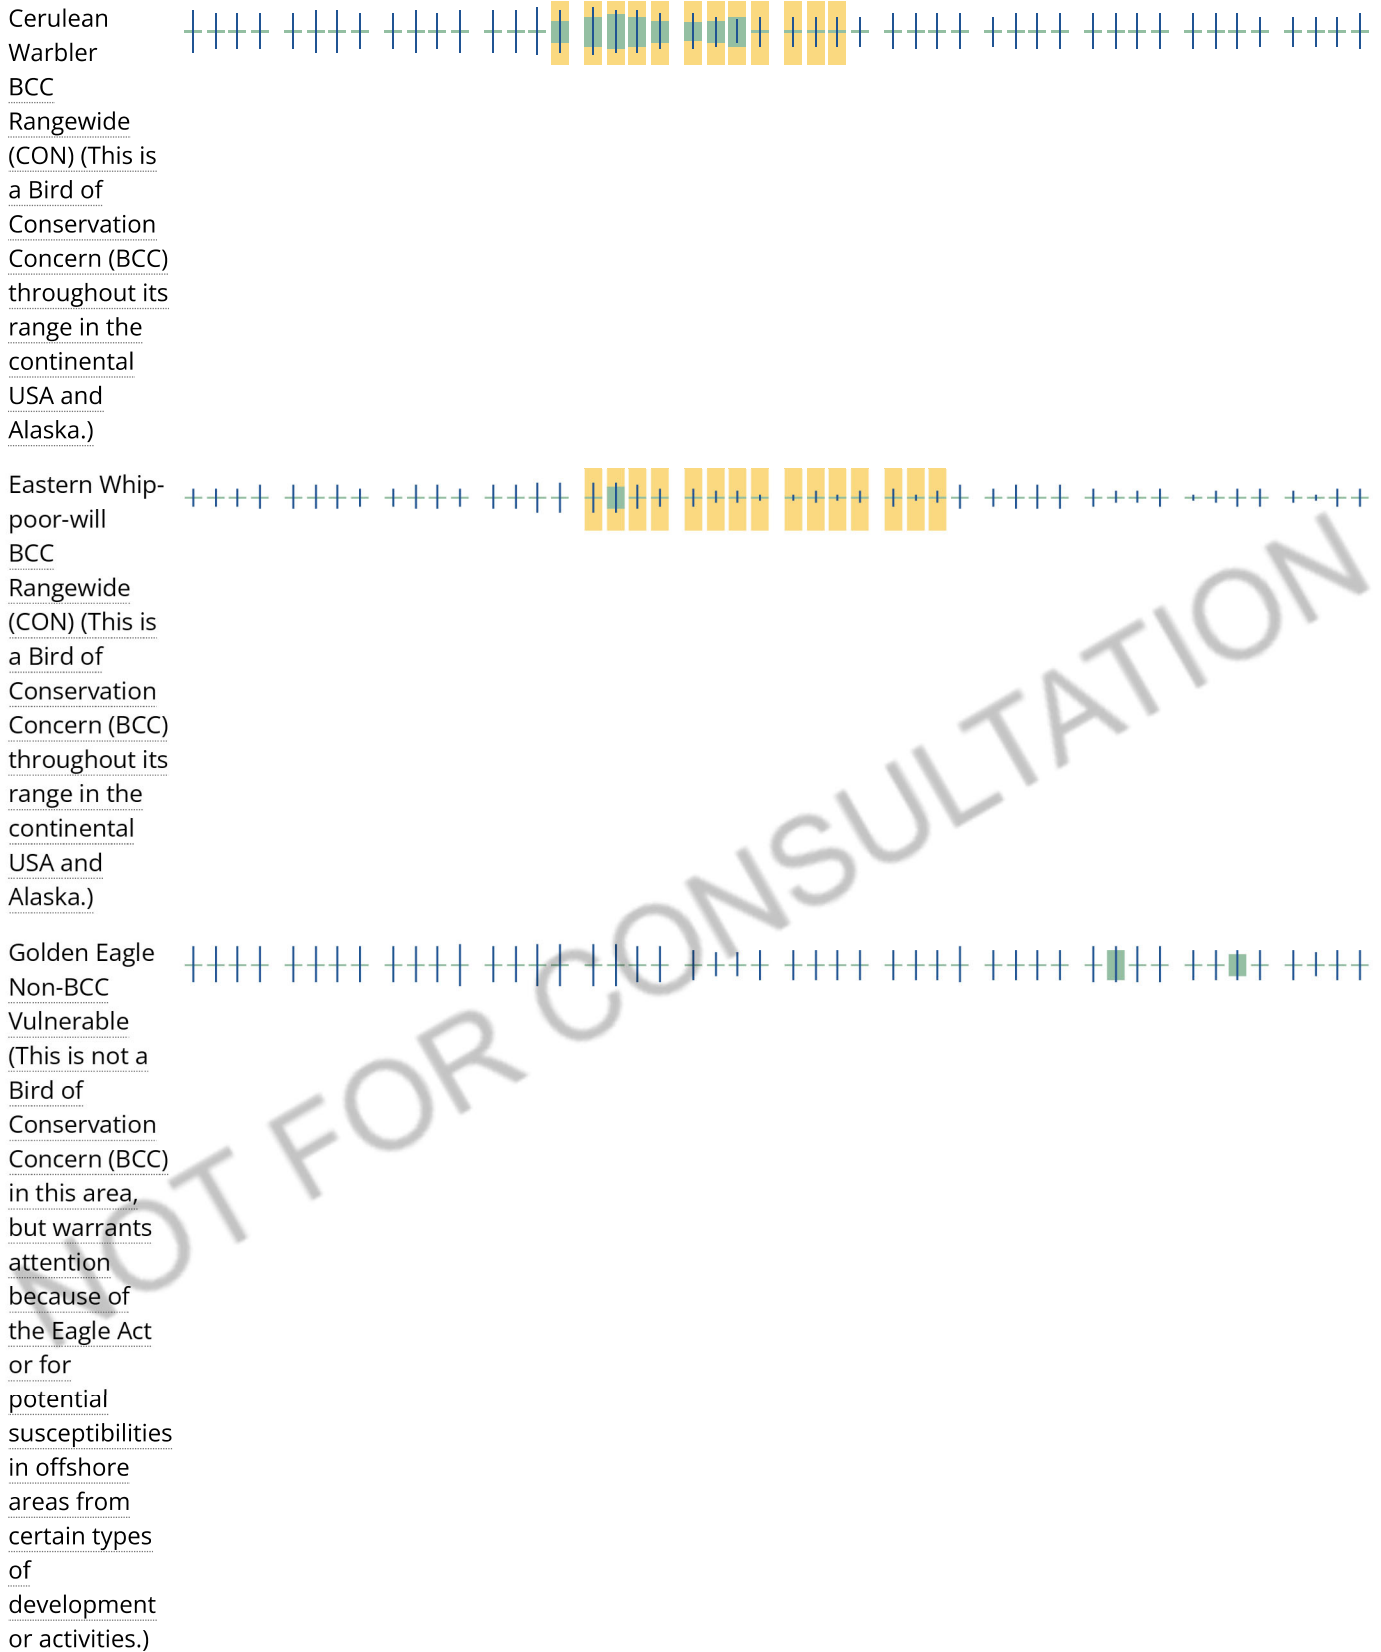 Cerulean
Warbler
BCC
Rangewide
(CON) (This is
a Bird of
Conservation
Concern (BCC)
throughout its
range in the
continental
USA and
Alaska.)
Eastern Whip-
poor-will
BCC
Rangewide
(CON) (This is
a Bird of
Conservation
Concern (BCC)
throughout its
range in the
continental
USA and
Alaska.)
Golden Eagle
Non-BCC
Vulnerable
(This is not a
Bird of
Conservation
Concern (BCC)
in this area,
but warrants
attention
because of
the Eagle Act
or for
potential
susceptibilities
in offshore
areas from
certain types
of
development
or activities.)
NOT FOR CONSULTATION